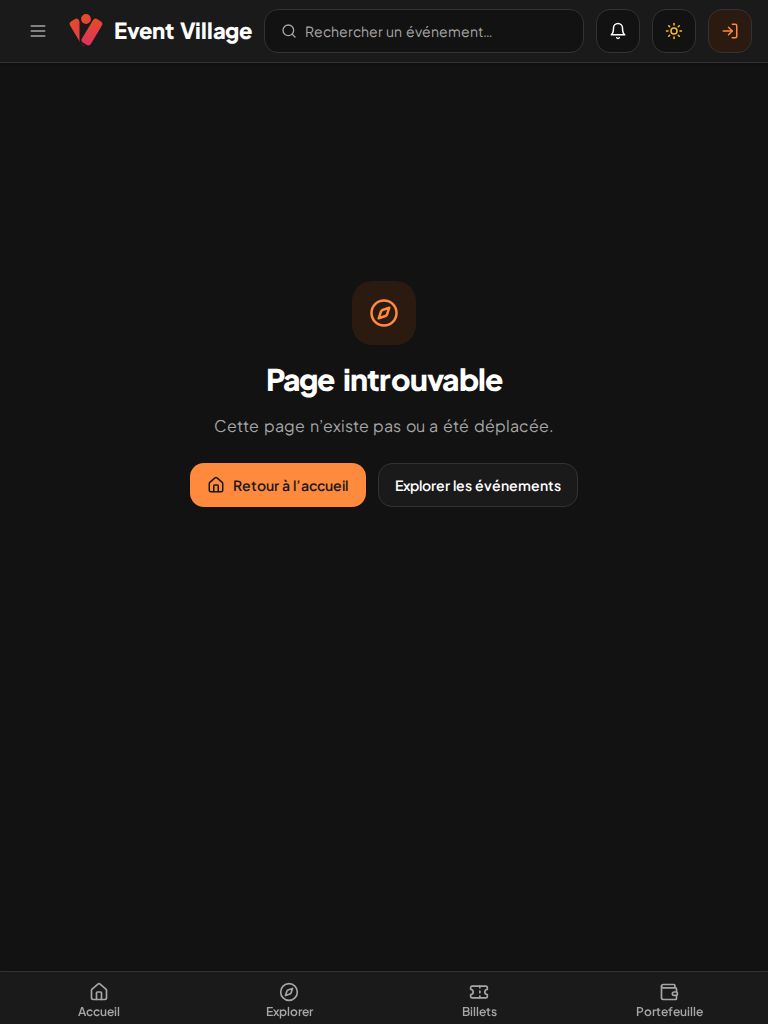 Event Village
Rechercher un événement…
Page introuvable
Cette page n’existe pas ou a été déplacée.
Retour à l’accueil
Explorer les événements
Accueil
Explorer
Billets
Portefeuille